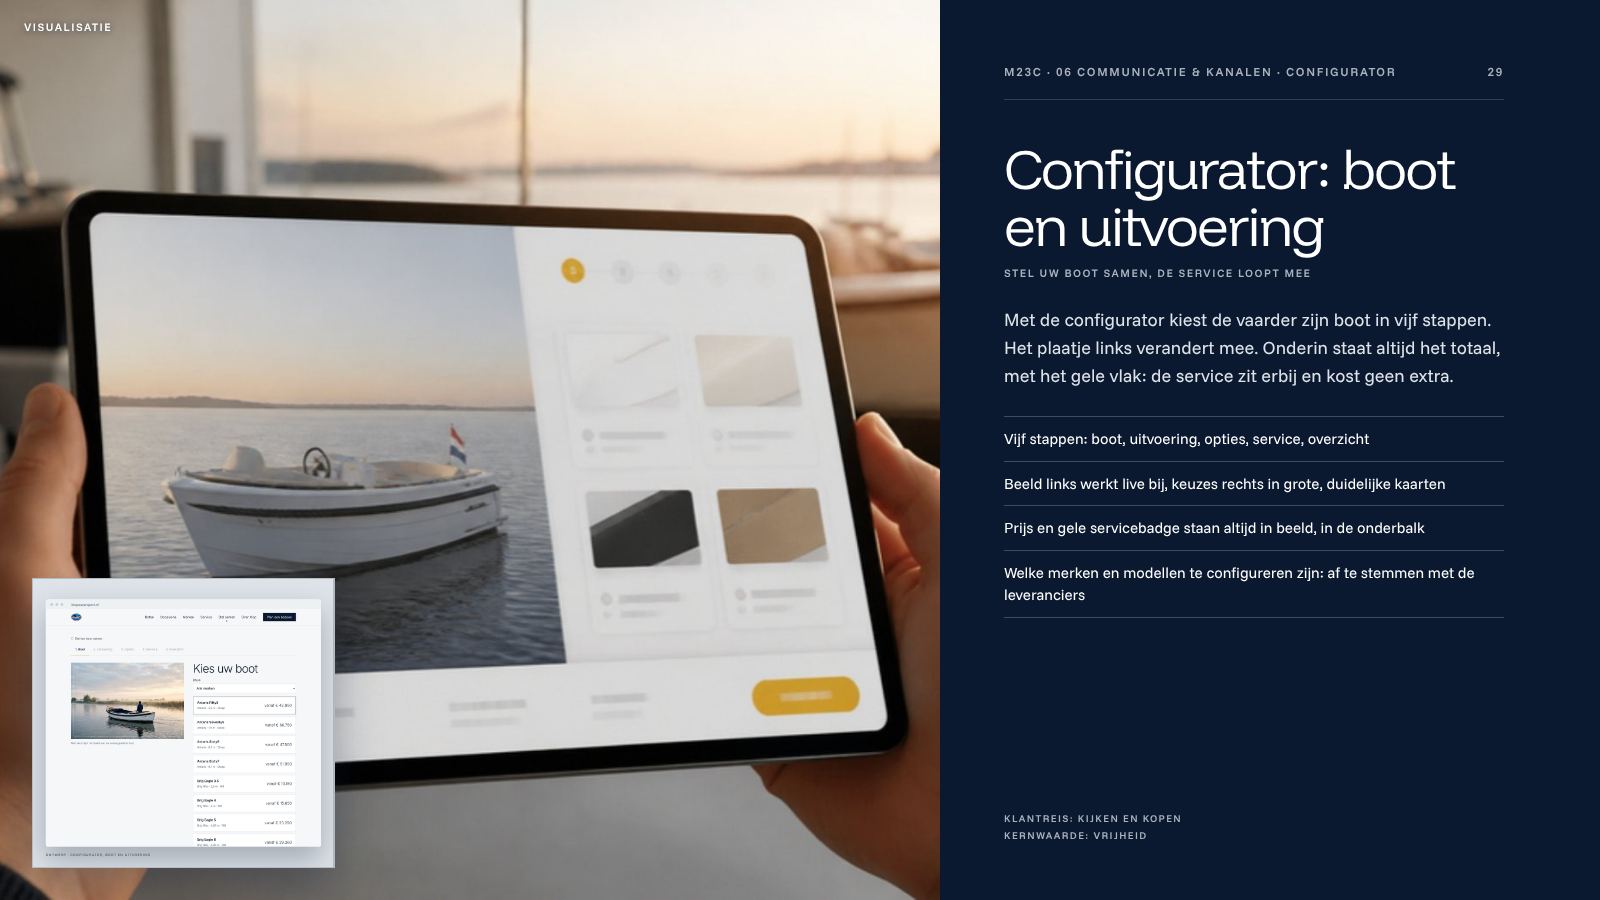 VISUALISATIE
M23C · 06 COMMUNICATIE & KANALEN · CONFIGURATOR
29
Configurator: boot
en uitvoering
STEL UW BOOT SAMEN, DE SERVICE LOOPT MEE
Met de configurator kiest de vaarder zijn boot in vijf stappen.
Het plaatje links verandert mee. Onderin staat altijd het totaal,
met het gele vlak: de service zit erbij en kost geen extra.
Vijf stappen: boot, uitvoering, opties, service, overzicht
Beeld links werkt live bij, keuzes rechts in grote, duidelijke kaarten
Prijs en gele servicebadge staan altijd in beeld, in de onderbalk
Welke merken en modellen te configureren zijn: af te stemmen met de
leveranciers
KLANTREIS: KIJKEN EN KOPEN
KERNWAARDE: VRIJHEID
Kies uw boot
ONTWERP · CONFIGURATOR, BOOT EN UITVOERING